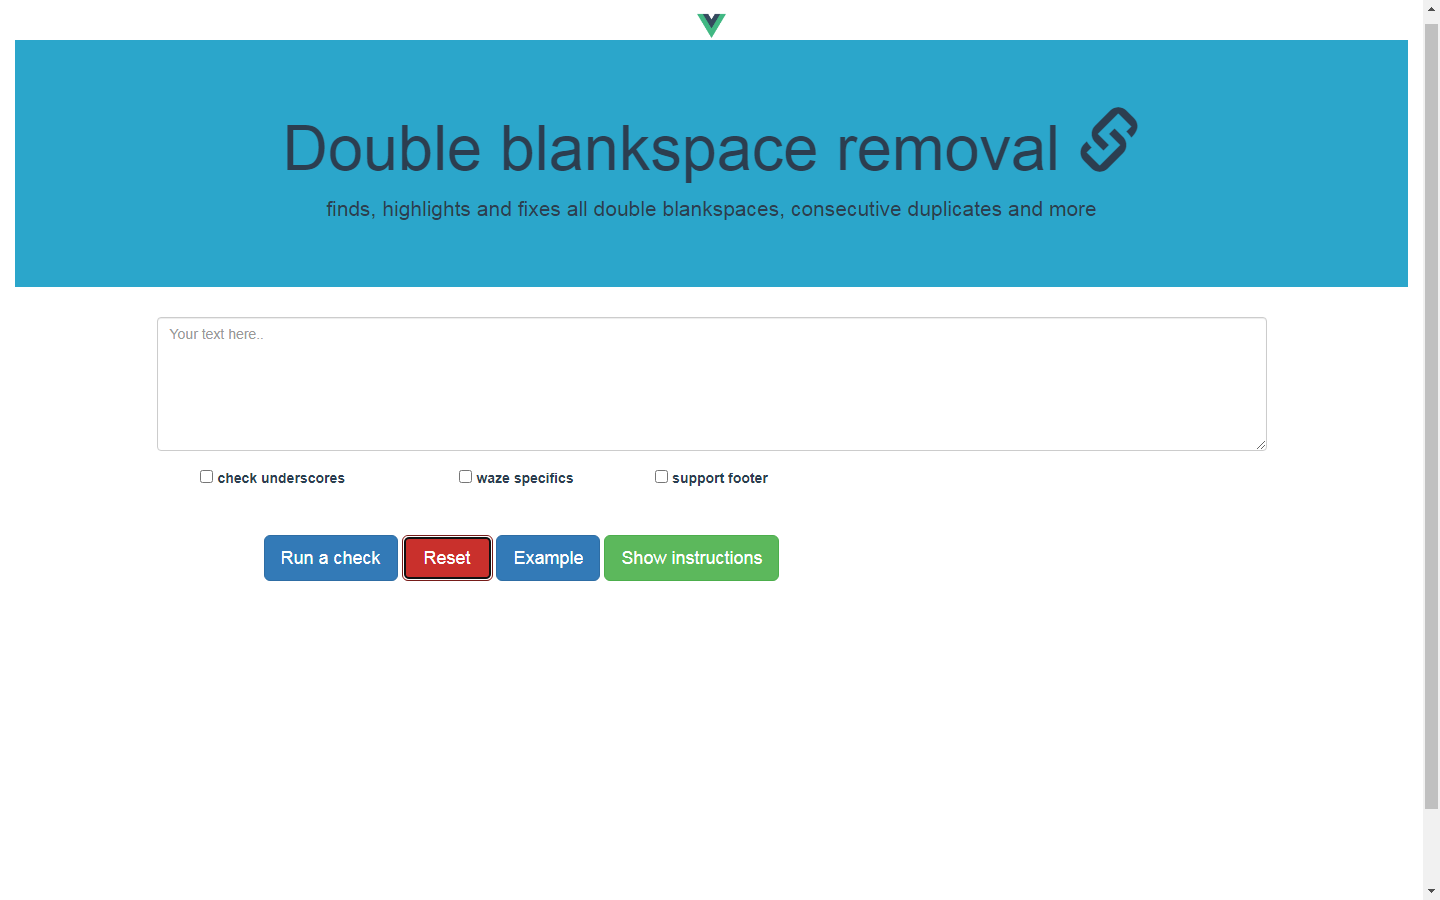 Double blankspace removal
finds, highlights and fixes all double blankspaces, consecutive duplicates and more
Your text here..
check underscores waze specifics support footer
Run a check Reset Example Show instructions